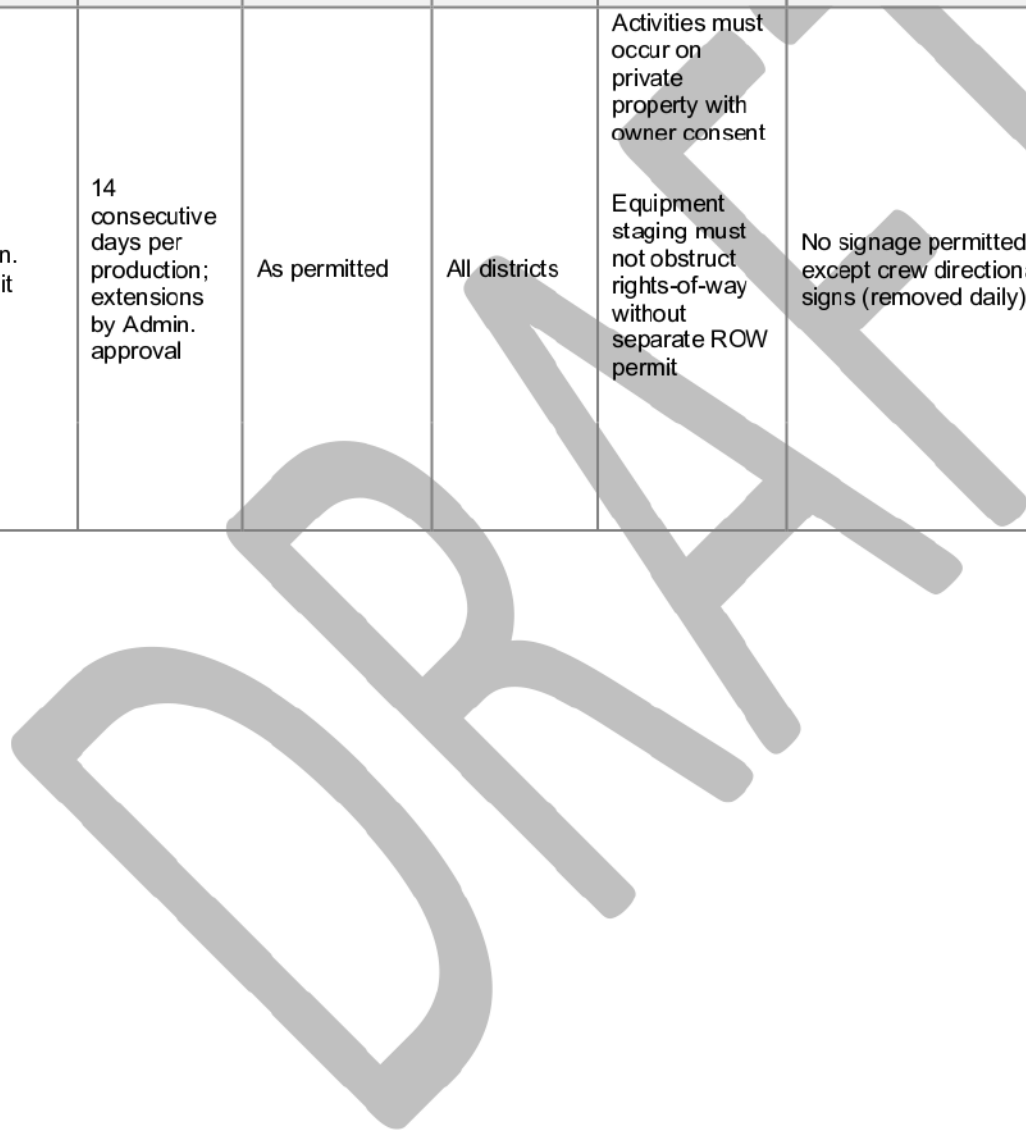 n.
it
14
consecutive
days per
production;
extensions
by Admin.
approval
As permitted
All districts
Activities must
occur on
private
property with
owner consent
Equipment
staging must
not obstruct
rights-of-way
without
separate ROW
permit
No signage permitted
except crew direction
signs (removed daily)
DRAFT